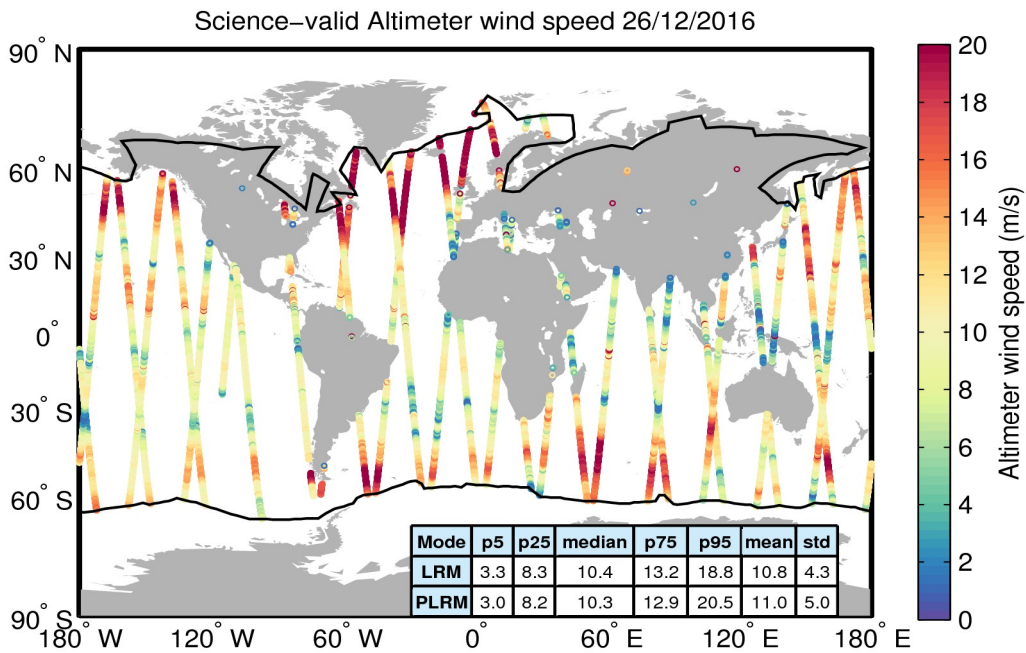 Science−valid Altimeter wind speed 26/12/2016
90° N
60° N
30° N
0°
30° S
60° S
90° S
180° W
120° W
60° W
0°
60° E
120° E
180° E
Mode p5 p25 median p75 p95 mean std
LRM 3.3 8.3 10.4 13.2 18.8 10.8 4.3
PLRM 3.0 8.2 10.3 12.9 20.5 11.0 5.0
20
18
16
14
12
10
8
6
4
2
0
Altimeter wind speed (m/s)